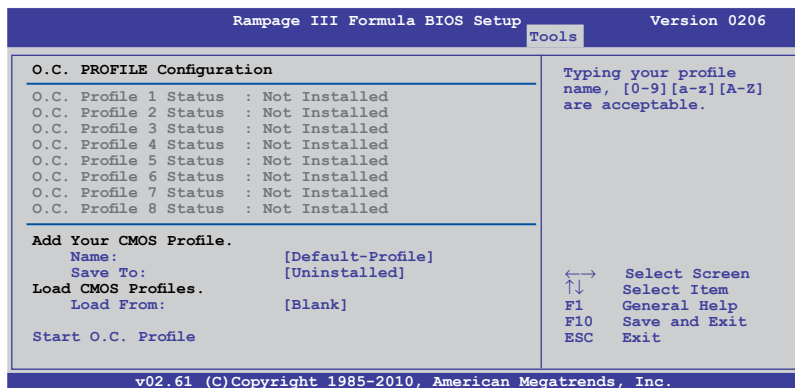 Rampage III Formula BIOS Setup Version 0206
Tools
O.C. PROFILE Configuration
O.C. Profile 1 Status : Not Installed
O.C. Profile 2 Status : Not Installed
O.C. Profile 3 Status : Not Installed
O.C. Profile 4 Status : Not Installed
O.C. Profile 5 Status : Not Installed
O.C. Profile 6 Status : Not Installed
O.C. Profile 7 Status : Not Installed
O.C. Profile 8 Status : Not Installed
Add Your CMOS Profile.
Name: [Default-Profile]
Save To: [Uninstalled]
Load CMOS Profiles.
Load From: [Blank]
Start O.C. Profile
Typing your profile
name, [0-9][a-z][A-Z]
are acceptable.
←→ Select Screen
↑↓ Select Item
F1 General Help
F10 Save and Exit
ESC Exit
v02.61 (C)Copyright 1985-2010, American Megatrends, Inc.